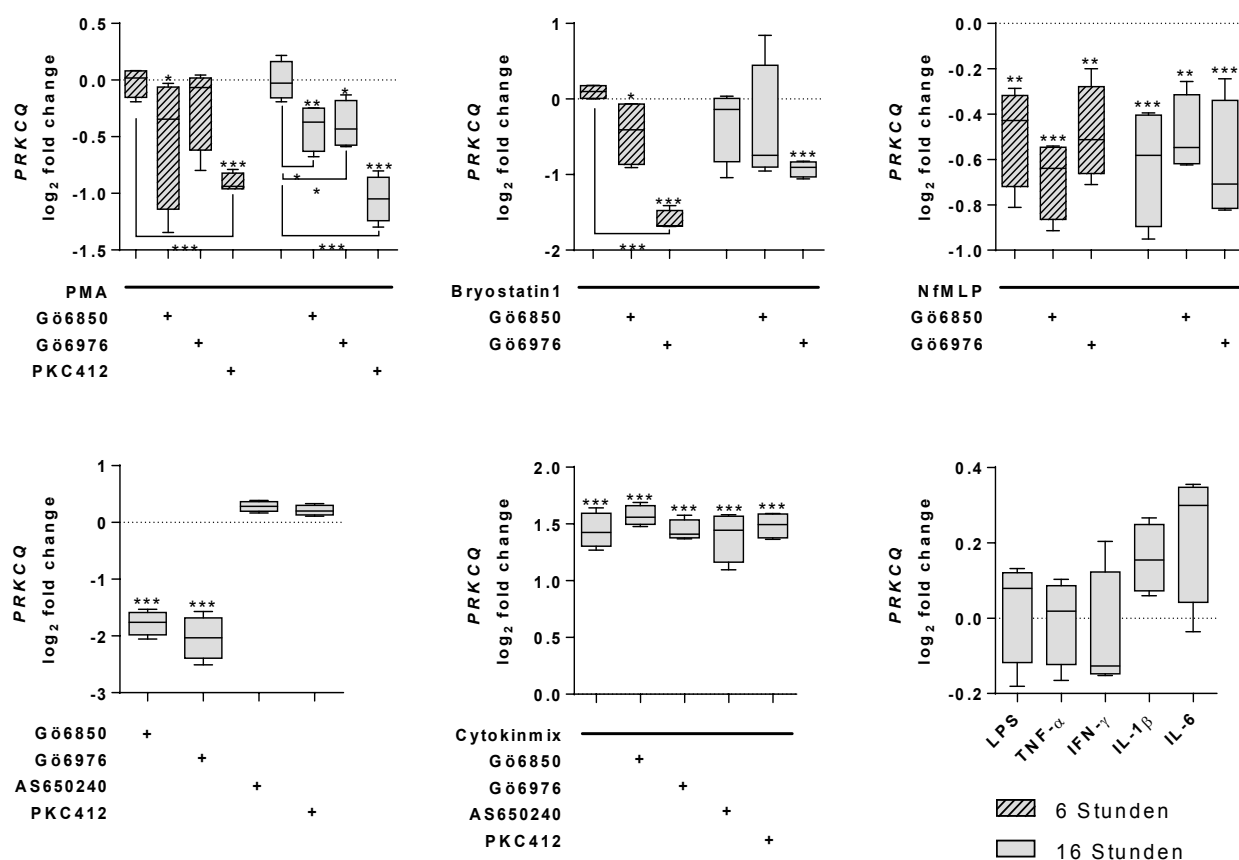 PRKCQ
log2 fold change
0.5
0.0
-0.5
-1.0
-1.5
* *** ** * ***
* * *** ***
PMA
Gö6850 + +
Gö6976 + +
PKC412 + +
PRKCQ
log2 fold change
1
0
-1
-2
* *** ***
***
Bryostatin1
Gö6850 + +
Gö6976 + +
PRKCQ
log2 fold change
0.0
-0.2
-0.4
-0.6
-0.8
-1.0
** *** ** *** ** ***
NfMLP
Gö6850 + +
Gö6976 + +
PRKCQ
log2 fold change
1
0
-1
-2
-3
*** ***
Gö6850 +
Gö6976 +
AS650240 +
PKC412 +
PRKCQ
log2 fold change
2.0
1.5
1.0
0.5
0.0
*** *** *** *** ***
Cytokinmix
Gö6850 +
Gö6976 +
AS650240 +
PKC412 +
PRKCQ
log2 fold change
0.4
0.2
0.0
-0.2
LPS
TNF-α
IFN-γ
IL-1β
IL-6
6 Stunden
16 Stunden